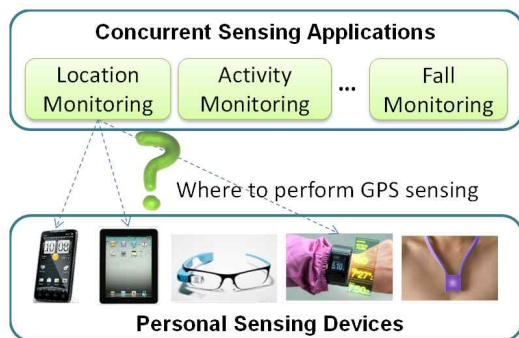 Concurrent Sensing Applications
Location
Monitoring
Activity
Monitoring
...
Fall
Monitoring
Where to perform GPS sensing
Personal Sensing Devices